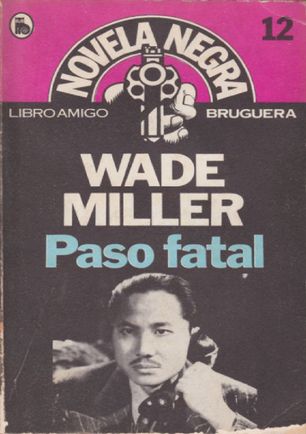 12
NOVELA NEGRA
LIBRO AMIGO
BRUGUERA
WADE
MILLER
Paso fatal